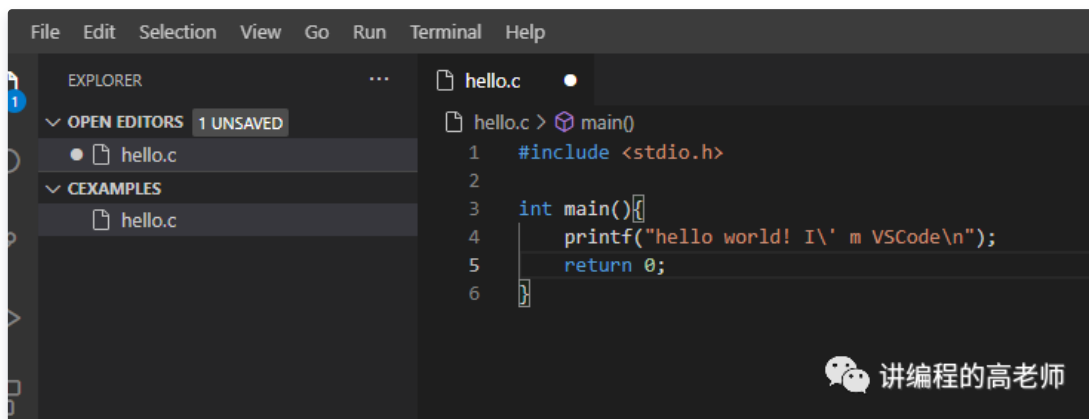 File Edit Selection View Go Run Terminal Help
1
EXPLORER ...
OPEN EDITORS 1 UNSAVED
hello.c
CEXAMPLES
hello.c
hello.c
hello.c > main()
1 #include <stdio.h>
2
3 int main(){
4 printf("hello world! I\' m VSCode\n");
5 return 0;
6 }
讲编程的高老师